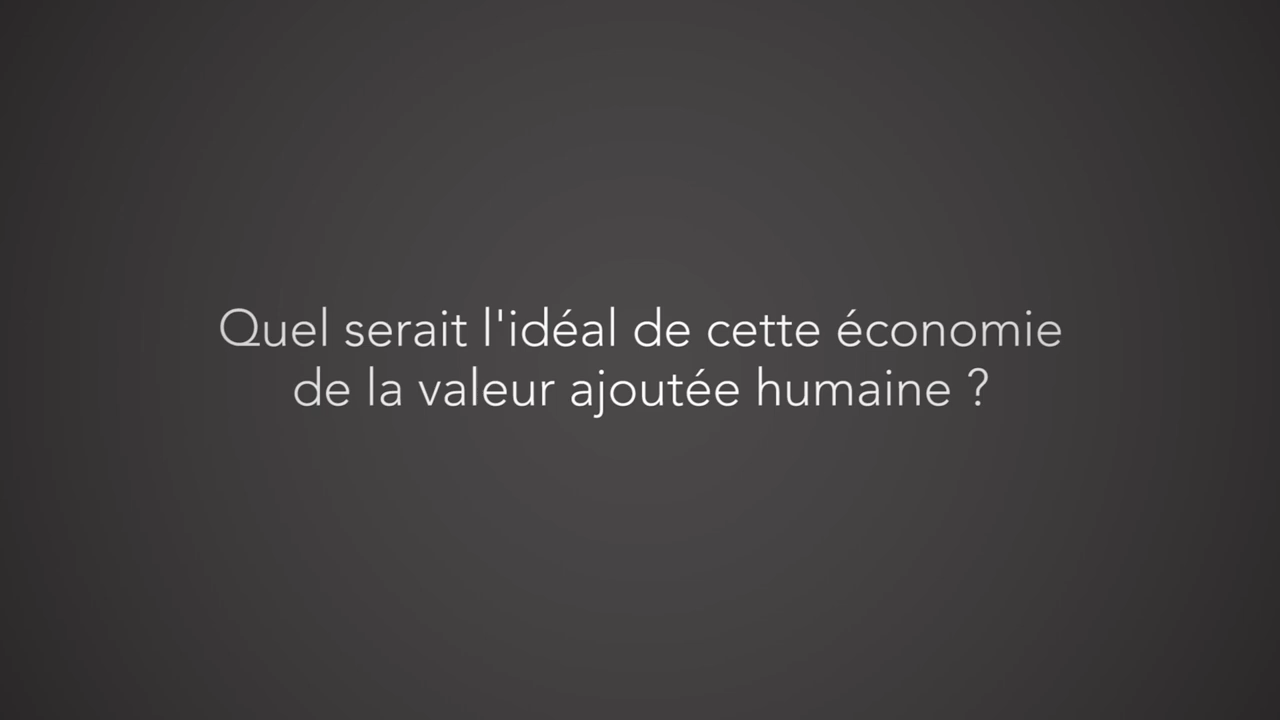 Quel serait l'idéal de cette économie
de la valeur ajoutée humaine ?